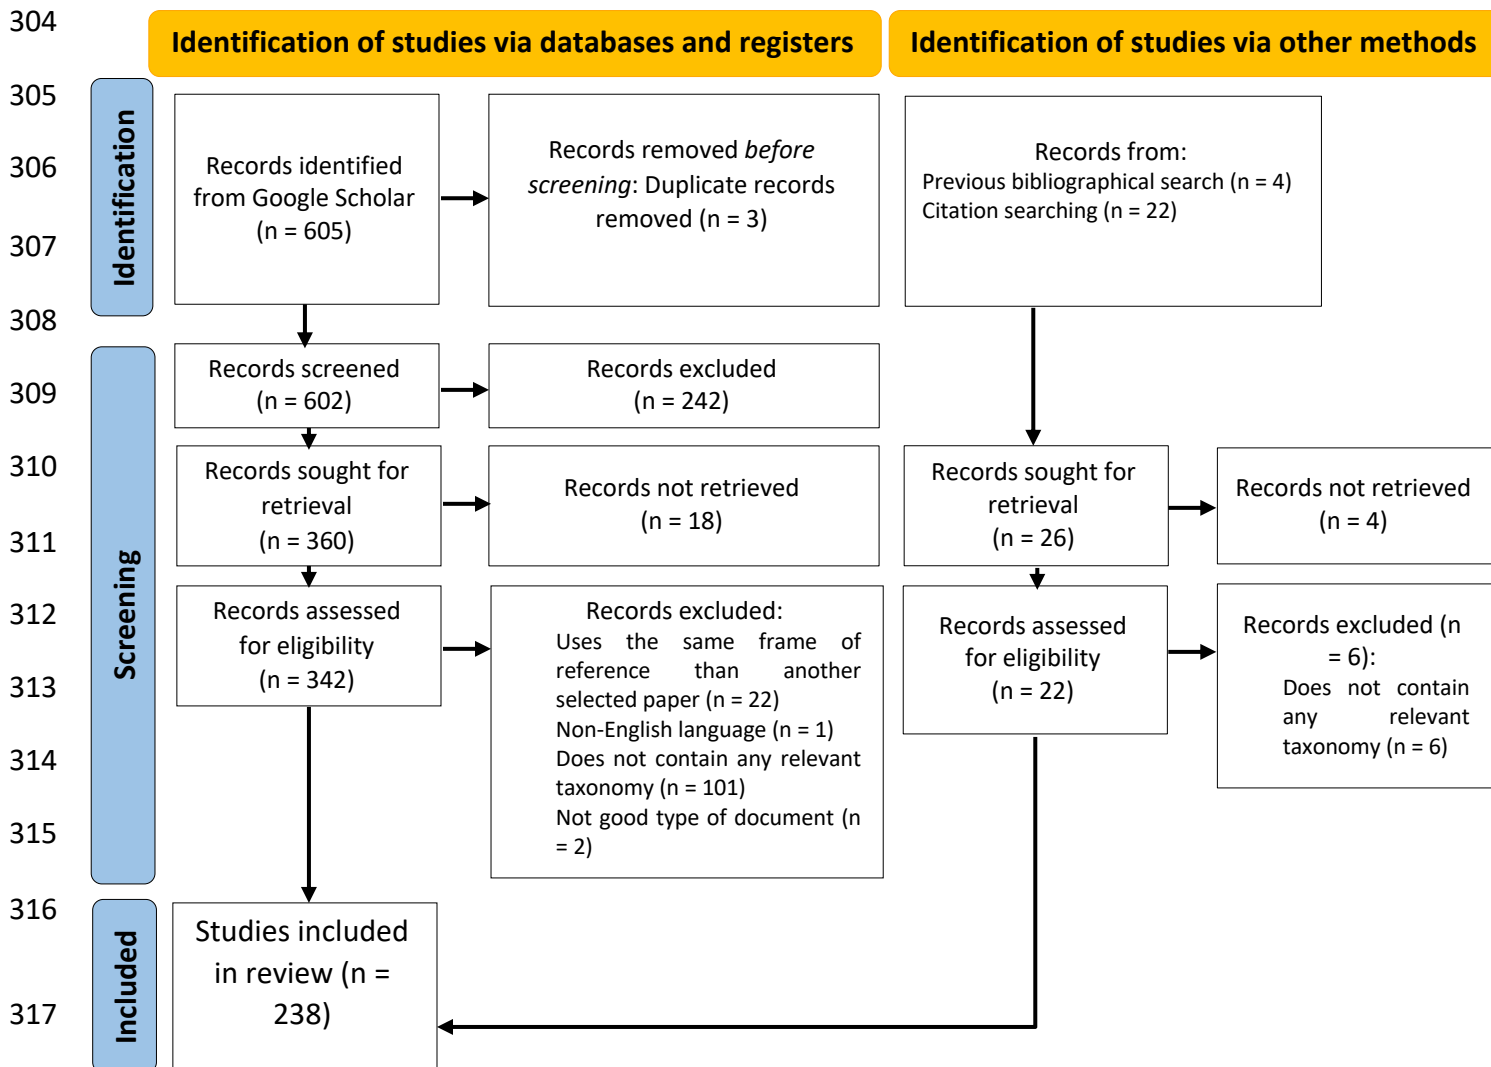 304
Identification of studies via databases and registers
Identification of studies via other methods
305
306
307
308
309
310
311
312
313
314
315
316
317
Identification
Records identified
from Google Scholar
(n = 605)
Records removed before
screening: Duplicate records
removed (n = 3)
Records from:
Previous bibliographical search (n = 4)
Citation searching (n = 22)
Screening
Records screened
(n = 602)
Records excluded
(n = 242)
Records sought for
retrieval
(n = 360)
Records not retrieved
(n = 18)
Records sought for
retrieval
(n = 26)
Records not retrieved
(n = 4)
Records assessed
for eligibility
(n = 342)
Records excluded:
Uses the same frame of
reference than another
selected paper (n = 22)
Non-English language (n = 1)
Does not contain any relevant
taxonomy (n = 101)
Not good type of document (n
= 2)
Records assessed
for eligibility
(n = 22)
Records excluded (n
= 6):
Does not contain
any relevant
taxonomy (n = 6)
Included
Studies included
in review (n =
238)